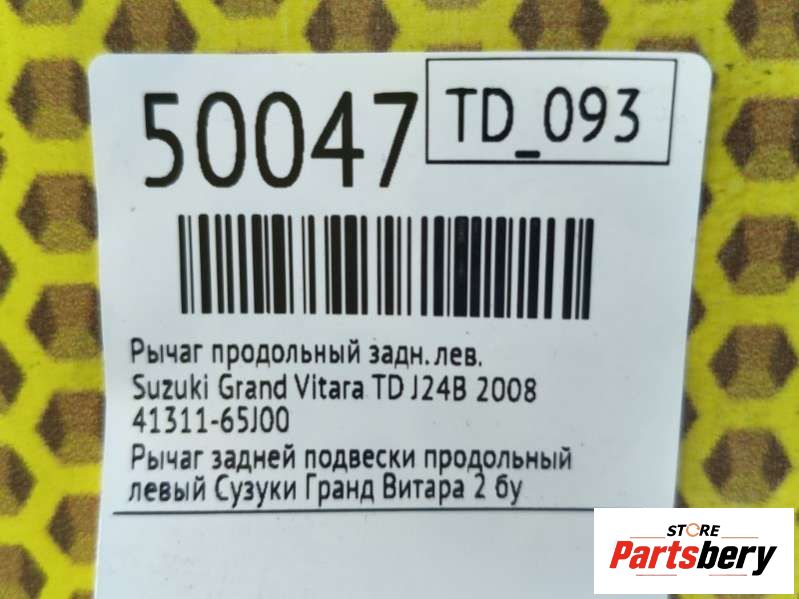 50047
TD_093
Рычаг продольный задн. лев.
Suzuki Grand Vitara TD J24B 2008
41311-65J00
Рычаг задней подвески продольный
левый Сузуки Гранд Витара 2 бу
STORE
Partsbery